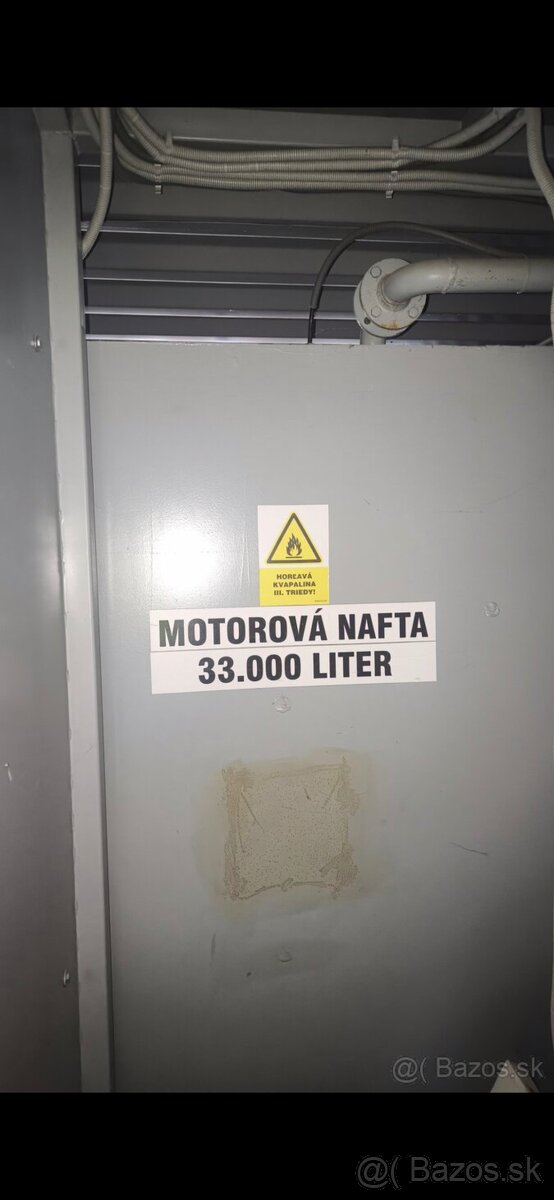 HORĽAVÁ
KVAPALINA
III. TRIEDY!
MOTOROVÁ NAFTA
33.000 LITER
@( Bazos.sk
@( Bazos.sk